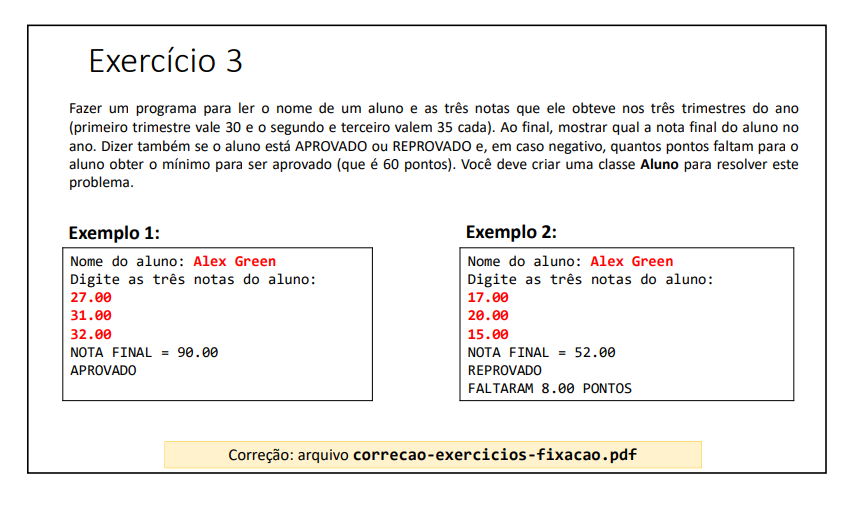 Exercício 3
Fazer um programa para ler o nome de um aluno e as três notas que ele obteve nos três trimestres do ano
(primeiro trimestre vale 30 e o segundo e terceiro valem 35 cada). Ao final, mostrar qual a nota final do aluno no
ano. Dizer também se o aluno está APROVADO ou REPROVADO e, em caso negativo, quantos pontos faltam para o
aluno obter o mínimo para ser aprovado (que é 60 pontos). Você deve criar uma classe Aluno para resolver este
problema.
Exemplo 1:
Nome do aluno: Alex Green
Digite as três notas do aluno:
27.00
31.00
32.00
NOTA FINAL = 90.00
APROVADO
Exemplo 2:
Nome do aluno: Alex Green
Digite as três notas do aluno:
17.00
20.00
15.00
NOTA FINAL = 52.00
REPROVADO
FALTARAM 8.00 PONTOS
Correção: arquivo correcao-exercicios-fixacao.pdf